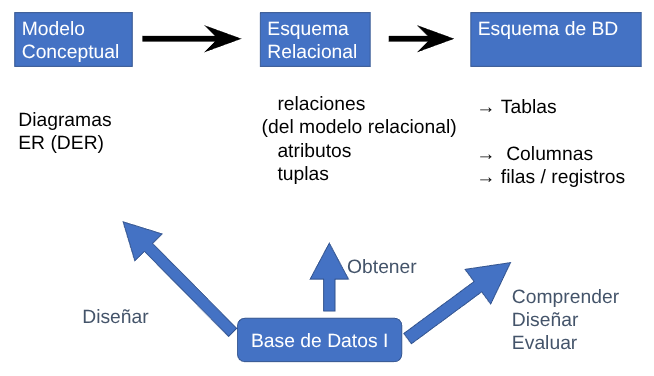 Modelo
Conceptual
Esquema
Relacional
Esquema de BD
Diagramas
ER (DER)
relaciones
(del modelo relacional)
atributos
tuplas
→ Tablas
→ Columnas
→ filas / registros
Diseñar
Obtener
Comprender
Diseñar
Evaluar
Base de Datos I